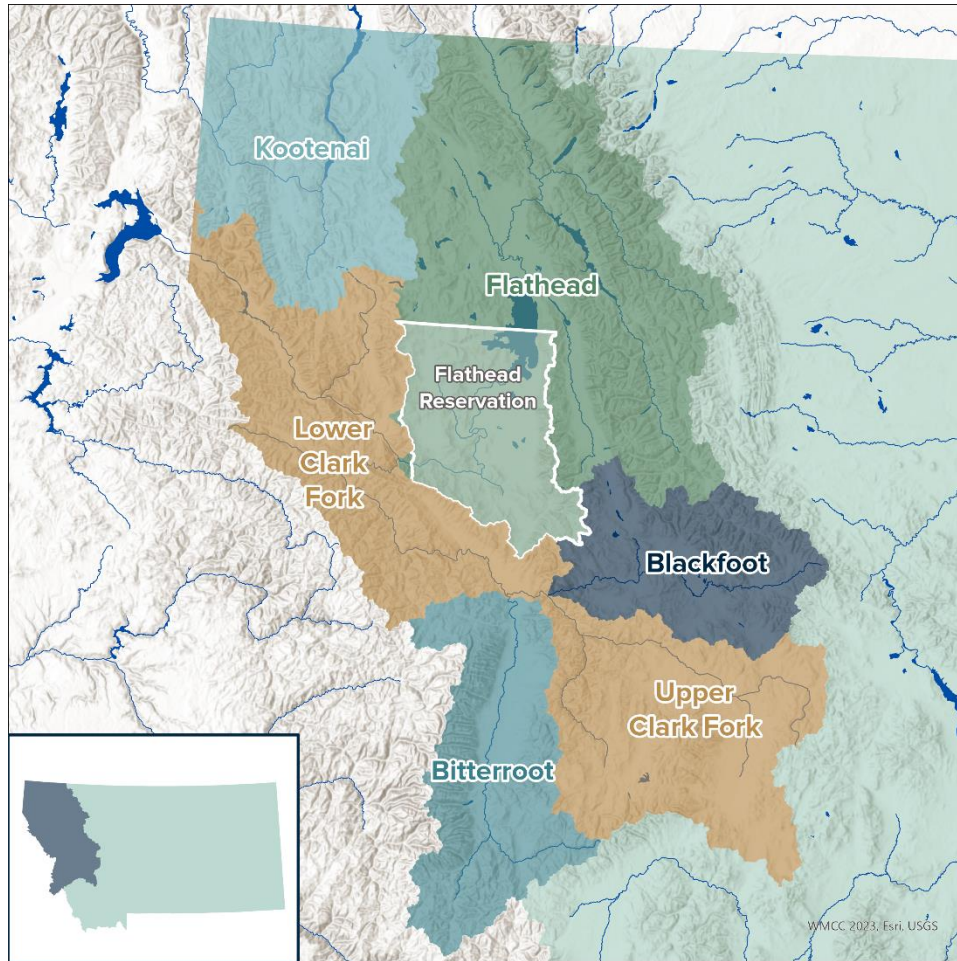 Kootenai
Flathead
Flathead
Reservation
Lower
Clark
Fork
Blackfoot
Upper
Clark Fork
Bitterroot
WMCC 2023, Esri, USGS